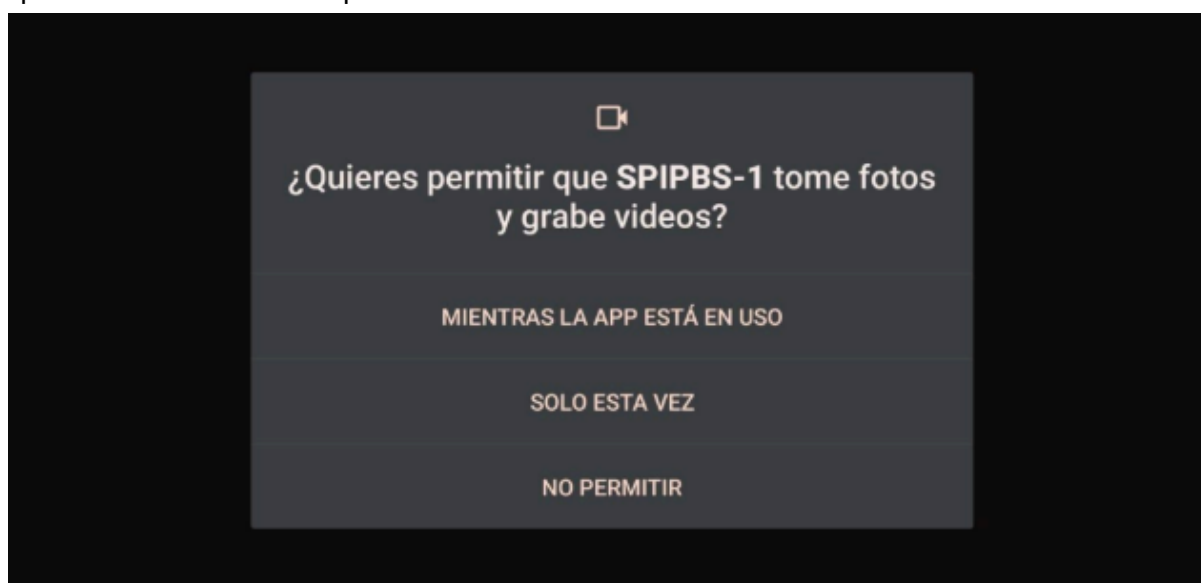 ¿Quieres permitir que SPIPBS-1 tome fotos
y grabe videos?
MIENTRAS LA APP ESTÁ EN USO
SOLO ESTA VEZ
NO PERMITIR